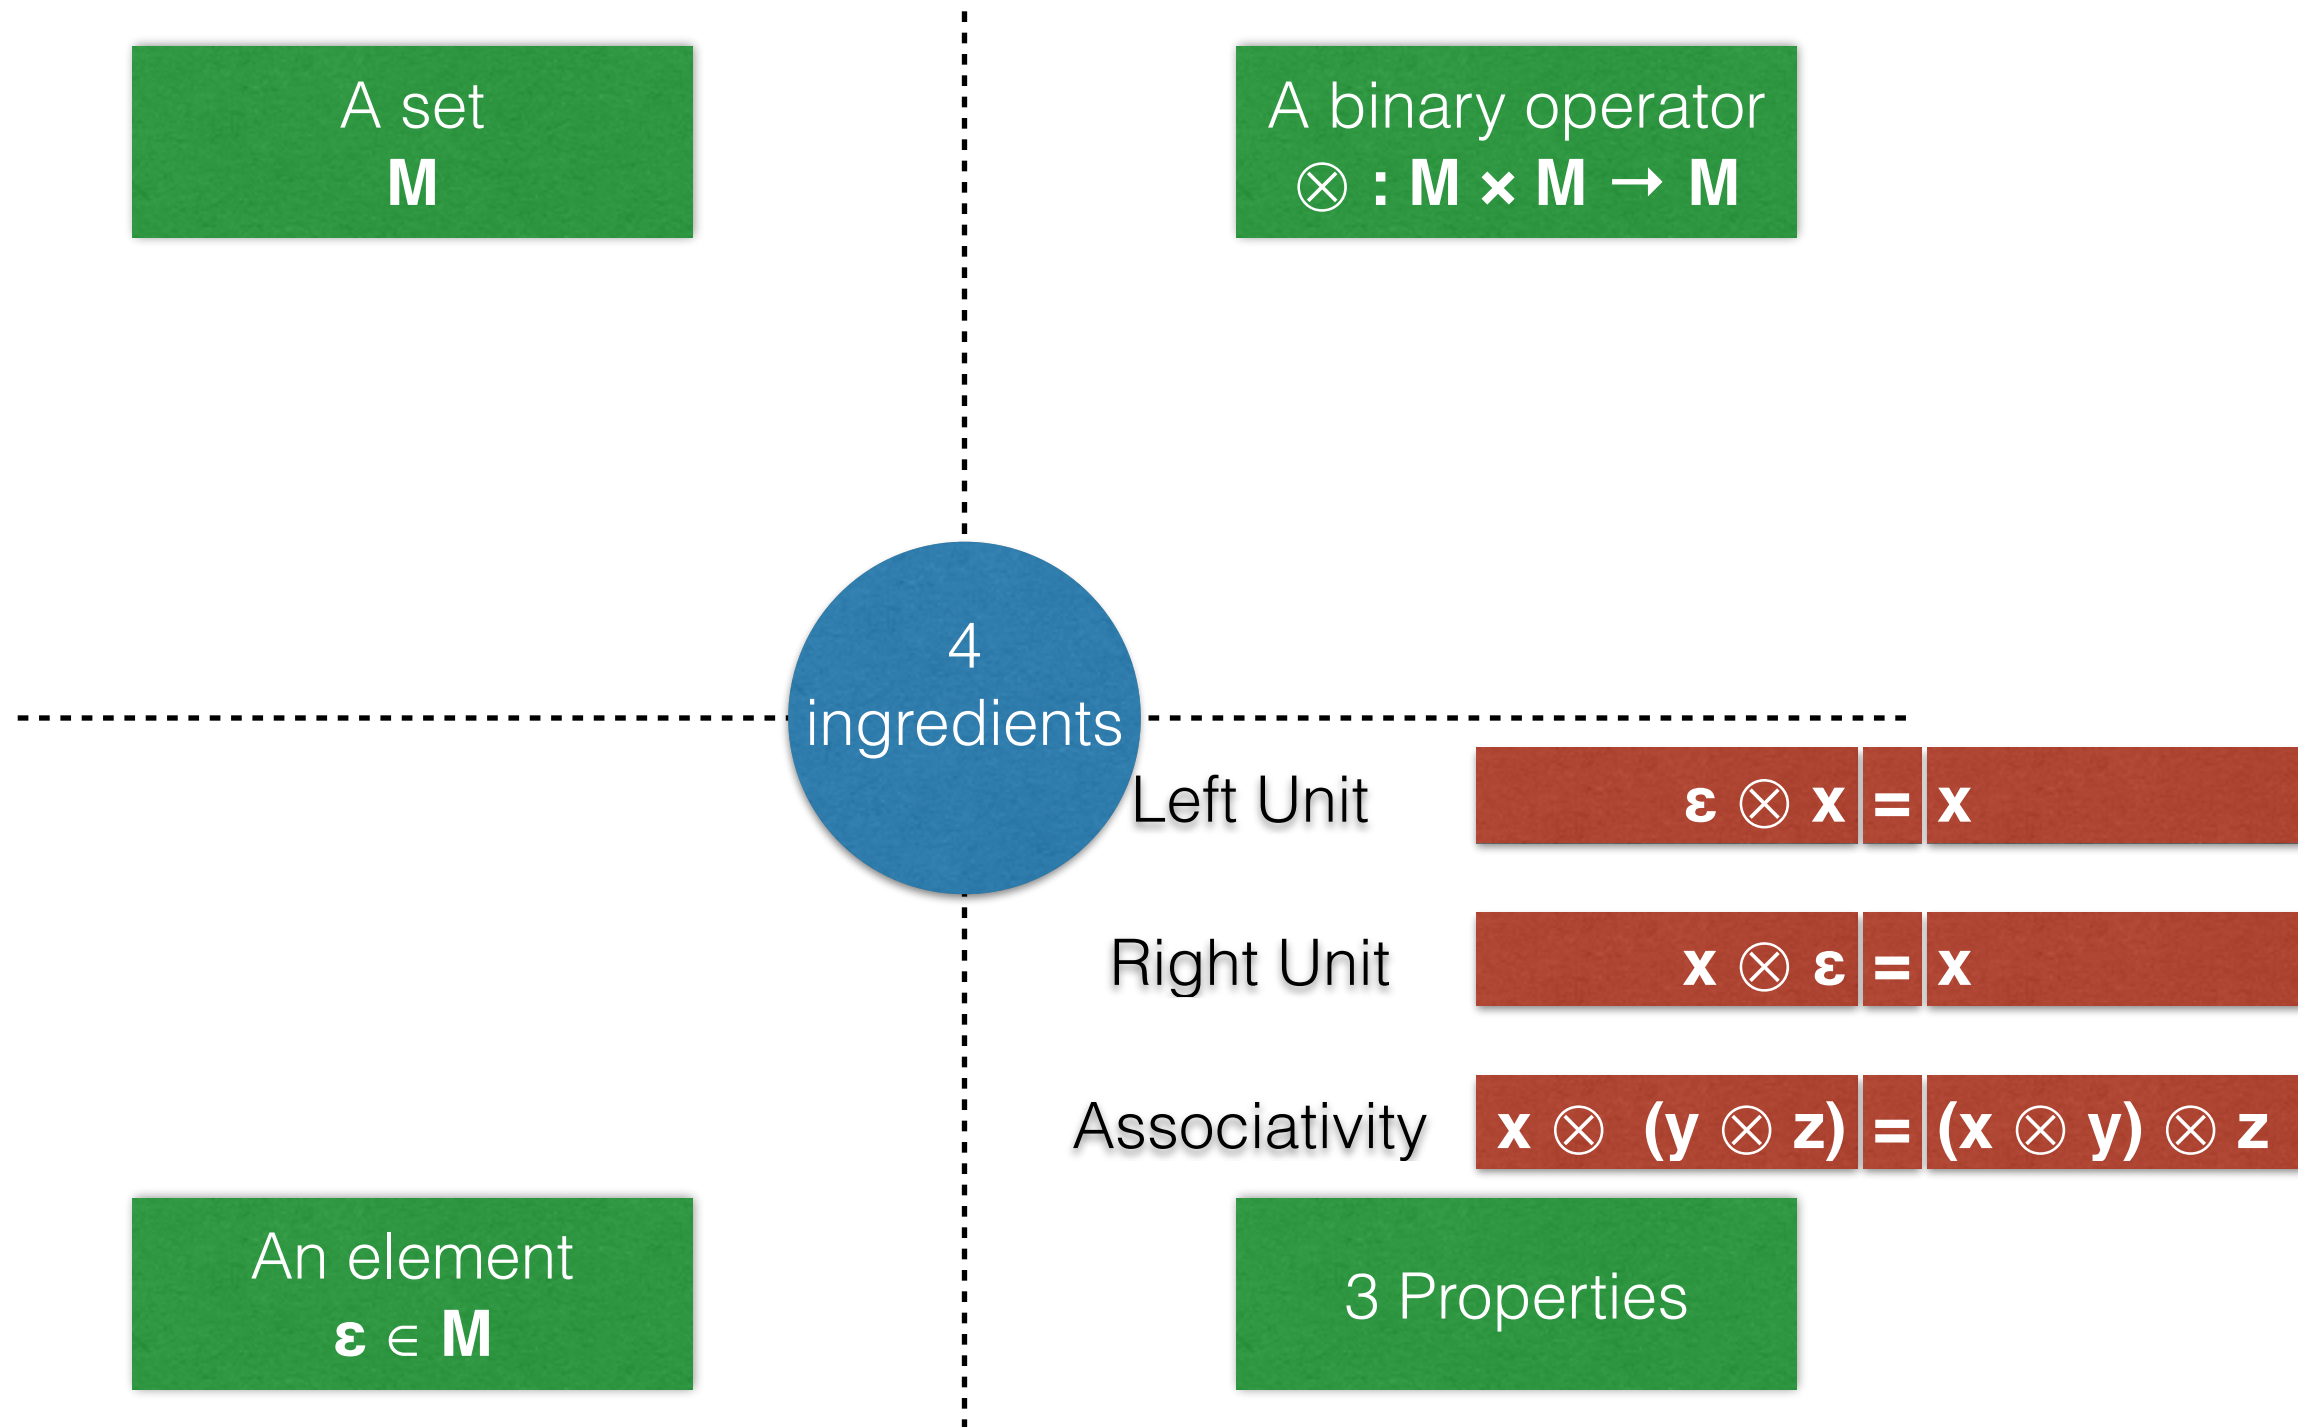 A set
M
A binary operator
⊗ : M × M → M
4
ingredients
Left Unit ε ⊗ x = x
Right Unit x ⊗ ε = x
Associativity x ⊗ (y ⊗ z) = (x ⊗ y) ⊗ z
An element
ε ∈ M
3 Properties